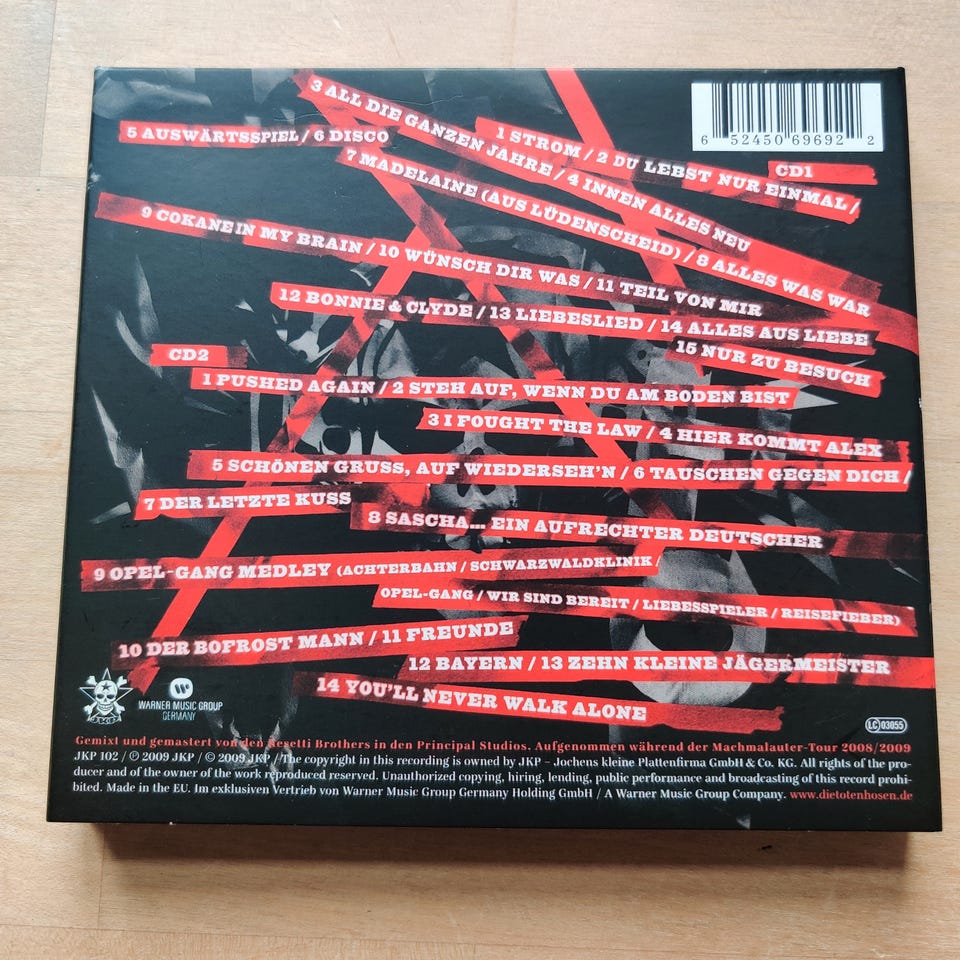 6 52450 69692 2
CD1
1 STROM / 2 DU LEBST NUR EINMAL /
3 ALL DIE GANZEN JAHRE / 4 INNEN ALLES NEU
5 AUSWÄRTSSPIEL / 6 DISCO
7 MADELAINE (AUS LÜDENSCHEID) / 8 ALLES WAS WAR
9 COKANE IN MY BRAIN / 10 WÜNSCH DIR WAS / 11 TEIL VON MIR
12 BONNIE & CLYDE / 13 LIEBESLIED / 14 ALLES AUS LIEBE
15 NUR ZU BESUCH
CD2
1 PUSHED AGAIN / 2 STEH AUF, WENN DU AM BODEN BIST
3 I FOUGHT THE LAW / 4 HIER KOMMT ALEX
5 SCHÖNEN GRUSS, AUF WIEDERSEH'N / 6 TAUSCHEN GEGEN DICH /
7 DER LETZTE KUSS
8 SASCHA... EIN AUFRECHTER DEUTSCHER
9 OPEL-GANG MEDLEY (ACHTERBAHN / SCHWARZWALDKLINIK /
OPEL-GANG / WIR SIND BEREIT / LIEBESSPIELER / REISEFIEBER)
10 DER BOFROST MANN / 11 FREUNDE
12 BAYERN / 13 ZEHN KLEINE JÄGERMEISTER
14 YOU'LL NEVER WALK ALONE
JKP
WARNER MUSIC GROUP
GERMANY
LC 03055
Gemixt und gemastert von den Resetti Brothers in den Principal Studios. Aufgenommen während der Machmalauter-Tour 2008/2009
JKP 102 / ℗ 2009 JKP / © 2009 JKP / The copyright in this recording is owned by JKP – Jochens kleine Plattenfirma GmbH & Co. KG. All rights of the pro-
ducer and of the owner of the work reproduced reserved. Unauthorized copying, hiring, lending, public performance and broadcasting of this record prohi-
bited. Made in the EU. Im exklusiven Vertrieb von Warner Music Group Germany Holding GmbH / A Warner Music Group Company. www.dietotenhosen.de